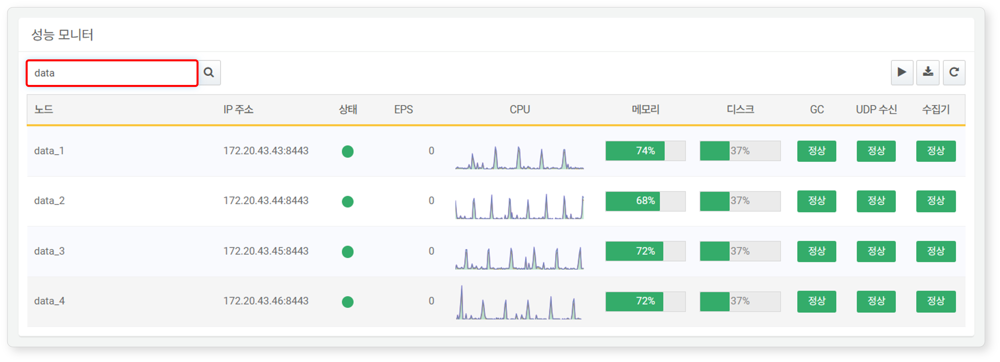 성능 모니터
data
노드 IP 주소 상태 EPS CPU 메모리 디스크 GC UDP 수신 수집기
data_1 172.20.43.43:8443 0 74% 37% 정상 정상 정상
data_2 172.20.43.44:8443 0 68% 37% 정상 정상 정상
data_3 172.20.43.45:8443 0 72% 37% 정상 정상 정상
data_4 172.20.43.46:8443 0 72% 37% 정상 정상 정상